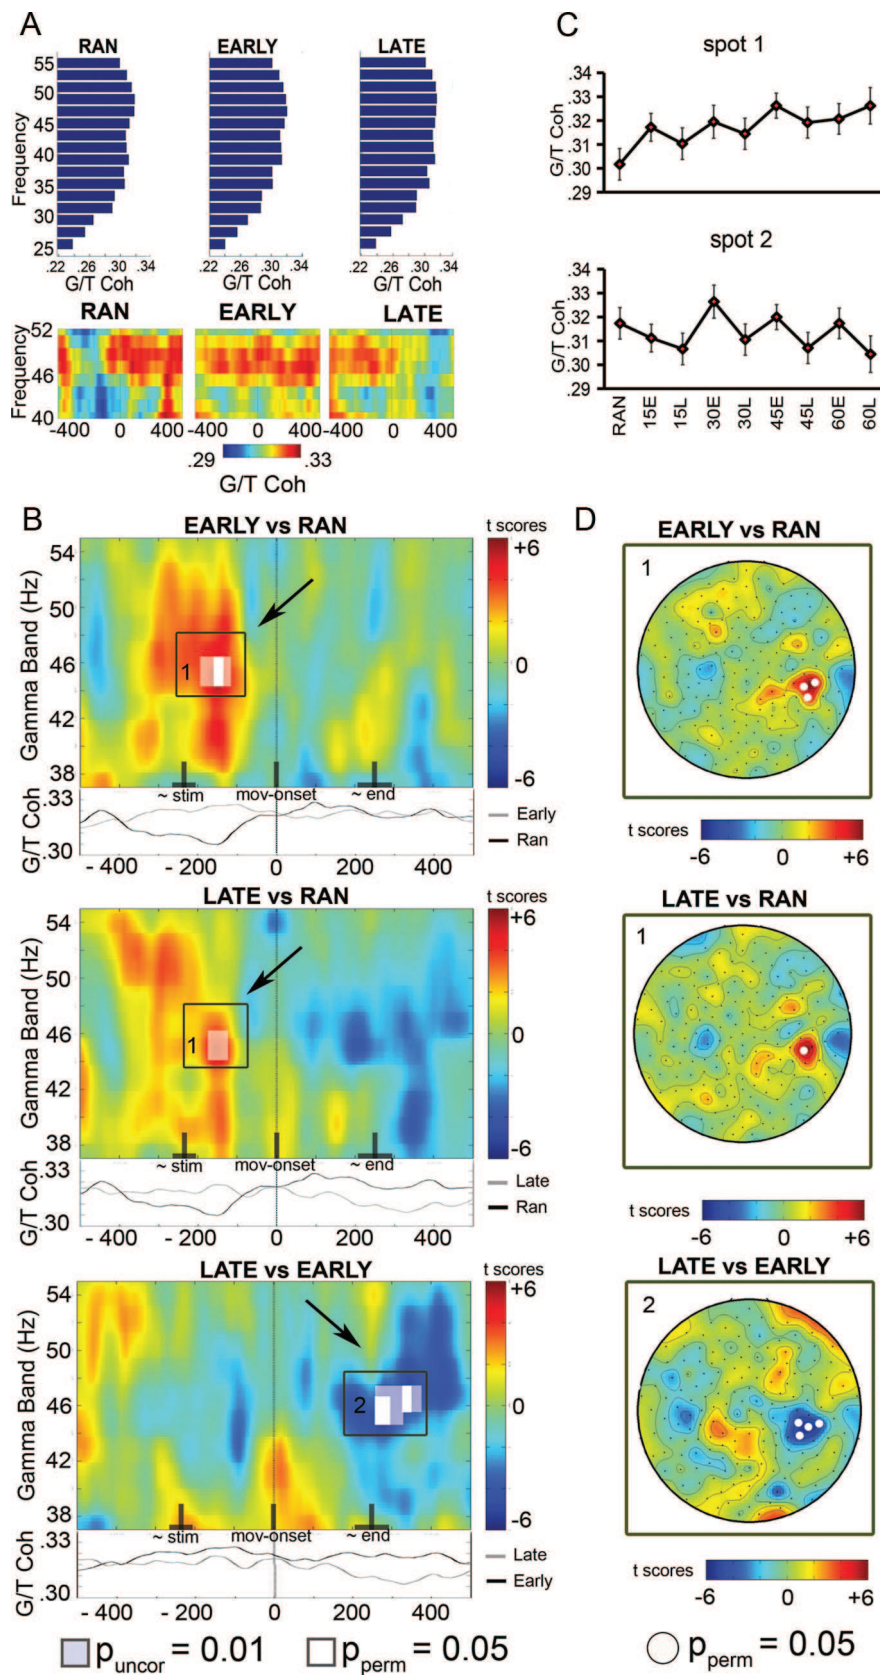 A
RAN EARLY LATE
Frequency
55
50
45
40
35
30
25
.22 .26 .30 .34 .22 .26 .30 .34 .22 .26 .30 .34
G/T Coh G/T Coh G/T Coh
RAN EARLY LATE
Frequency
52
46
40
-400 0 400 -400 0 400 -400 0 400
.29 .33
G/T Coh
C
spot 1
G/T Coh
.34
.33
.32
.30
.29
spot 2
G/T Coh
.34
.33
.32
.30
.29
RAN 15E 15L 30E 30L 45E 45L 60E 60L
B
EARLY vs RAN
t scores
Gamma Band (Hz)
54
50
46
42
38
1
+6
0
-6
~ stim mov-onset ~ end
G/T Coh
.33
.30
Early
Ran
- 400 - 200 0 200 400
LATE vs RAN
t scores
Gamma Band (Hz)
54
50
46
42
38
1
+6
0
-6
~ stim mov-onset ~ end
G/T Coh
.33
.30
Late
Ran
- 400 - 200 0 200 400
LATE vs EARLY
t scores
Gamma Band (Hz)
54
50
46
42
38
2
+6
0
-6
~ stim mov-onset ~ end
G/T Coh
.33
.30
Late
Early
- 400 - 200 0 200 400
p uncor = 0.01 p perm = 0.05
D
EARLY vs RAN
1
t scores
-6 0 +6
LATE vs RAN
1
t scores
-6 0 +6
LATE vs EARLY
2
t scores
-6 0 +6
p perm = 0.05